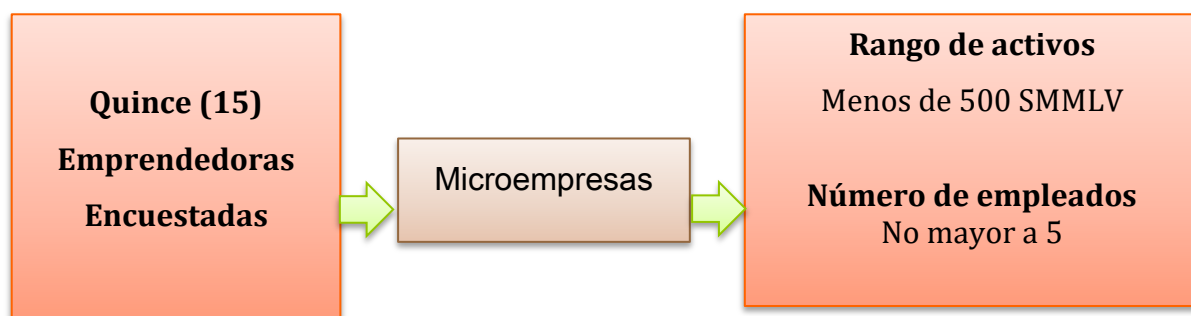 Quince (15)
Emprendedoras
Encuestadas
Microempresas
Rango de activos
Menos de 500 SMMLV
Número de empleados
No mayor a 5